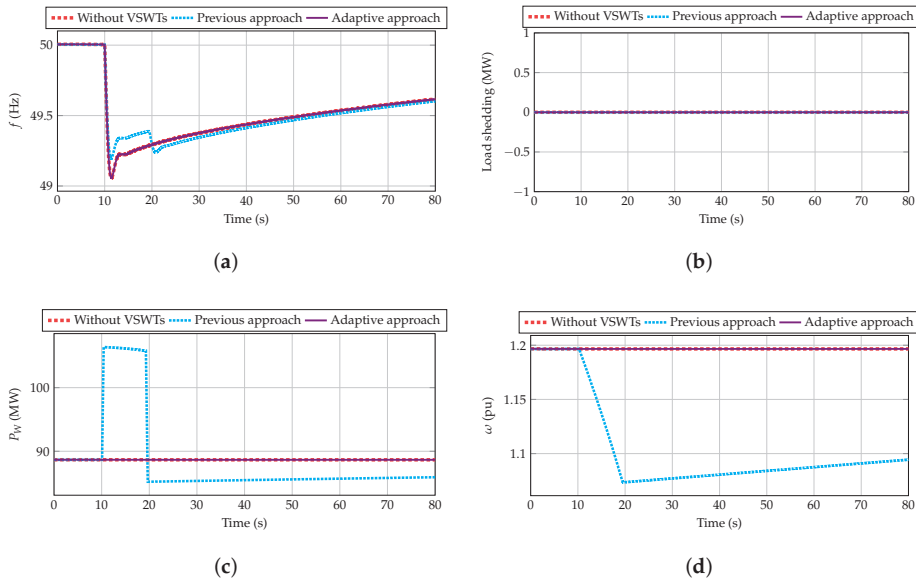 Without VSWTs Previous approach Adaptive approach
50
49.5
49
f (Hz)
0 10 20 30 40 50 60 70 80
Time (s)
(a)
Without VSWTs Previous approach Adaptive approach
1
0.5
0
−0.5
−1
Load shedding (MW)
0 10 20 30 40 50 60 70 80
Time (s)
(b)
Without VSWTs Previous approach Adaptive approach
100
90
P_W (MW)
0 10 20 30 40 50 60 70 80
Time (s)
(c)
Without VSWTs Previous approach Adaptive approach
1.2
1.15
1.1
ω (pu)
0 10 20 30 40 50 60 70 80
Time (s)
(d)